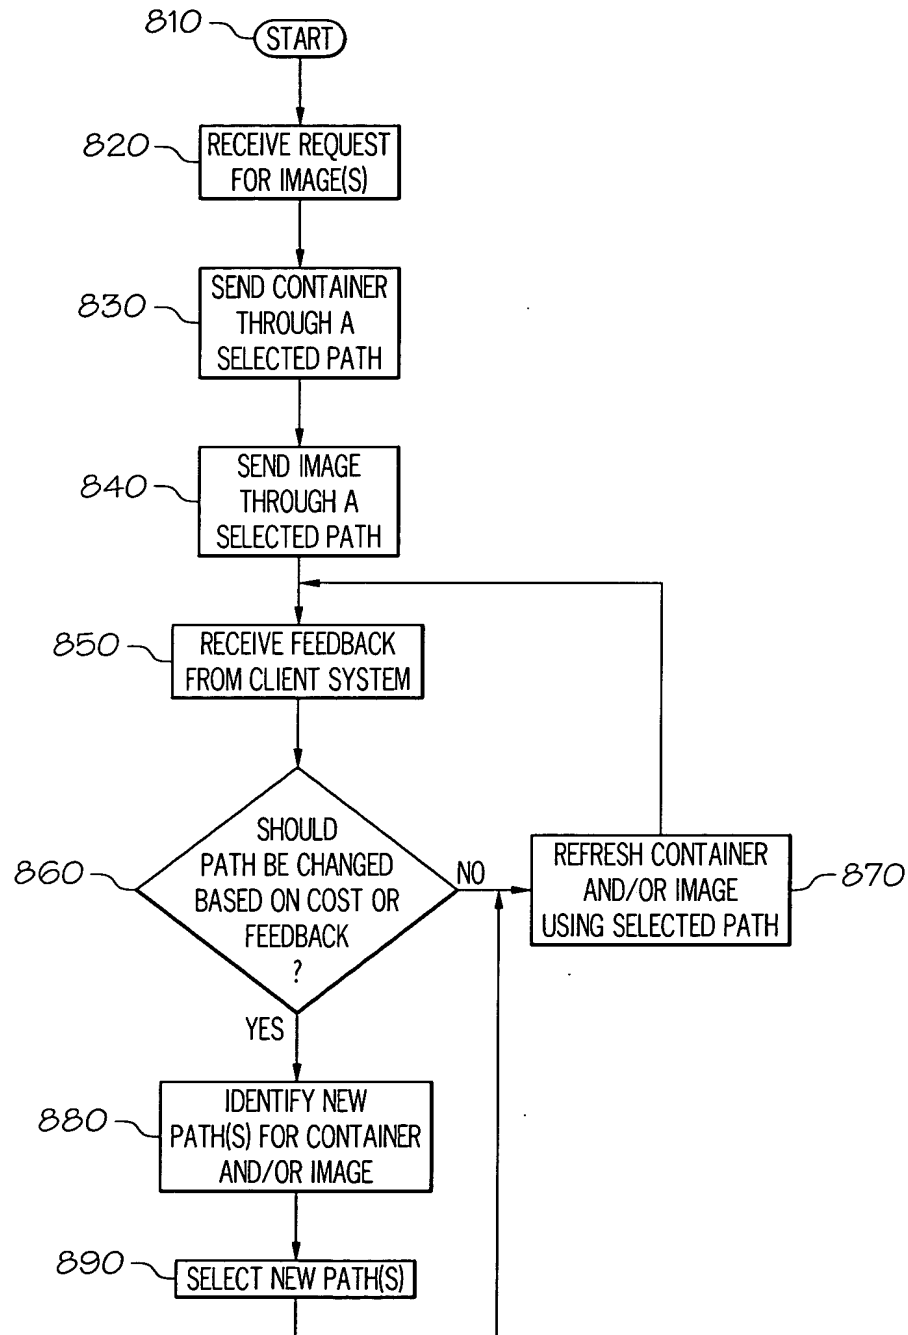 810
START
820
RECEIVE REQUEST
FOR IMAGE(S)
830
SEND CONTAINER
THROUGH A
SELECTED PATH
840
SEND IMAGE
THROUGH A
SELECTED PATH
850
RECEIVE FEEDBACK
FROM CLIENT SYSTEM
860
SHOULD
PATH BE CHANGED
BASED ON COST OR
FEEDBACK
?
NO
REFRESH CONTAINER
AND/OR IMAGE
USING SELECTED PATH
870
YES
880
IDENTIFY NEW
PATH(S) FOR CONTAINER
AND/OR IMAGE
890
SELECT NEW PATH(S)